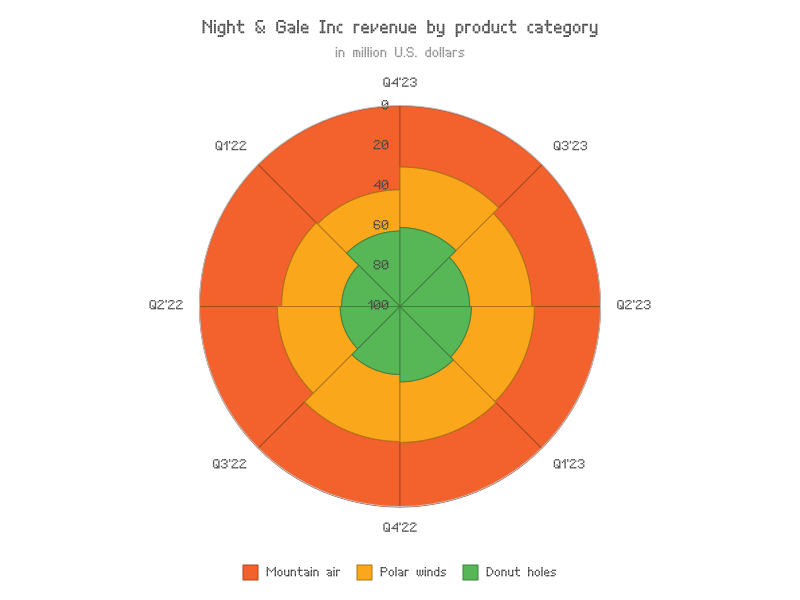 Night & Gale Inc revenue by product category
in million U.S. dollars
Q4'23
0
Q1'22
20
Q3'23
40
60
80
Q2'22
100
Q2'23
Q3'22
Q1'23
Q4'22
Mountain air
Polar winds
Donut holes